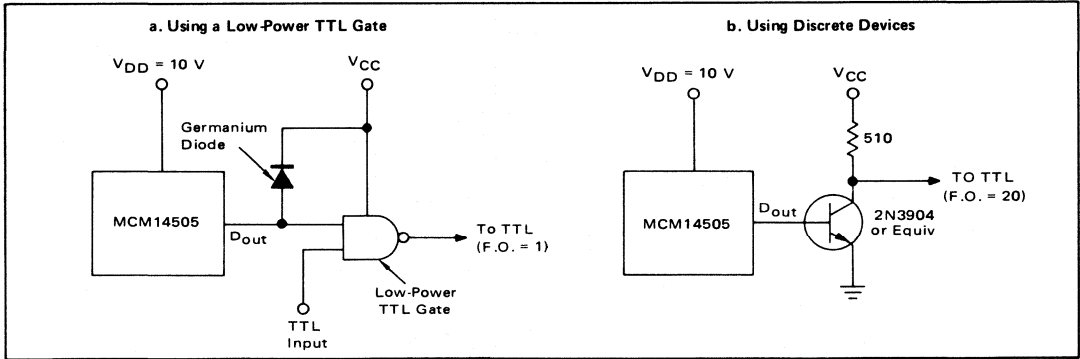 a. Using a Low-Power TTL Gate
VDD = 10 V
VCC
Germanium
Diode
MCM14505
Dout
To TTL
(F.O. = 1)
Low-Power
TTL Gate
TTL
Input
b. Using Discrete Devices
VDD = 10 V
VCC
510
TO TTL
(F.O. = 20)
MCM14505
Dout
2N3904
or Equiv